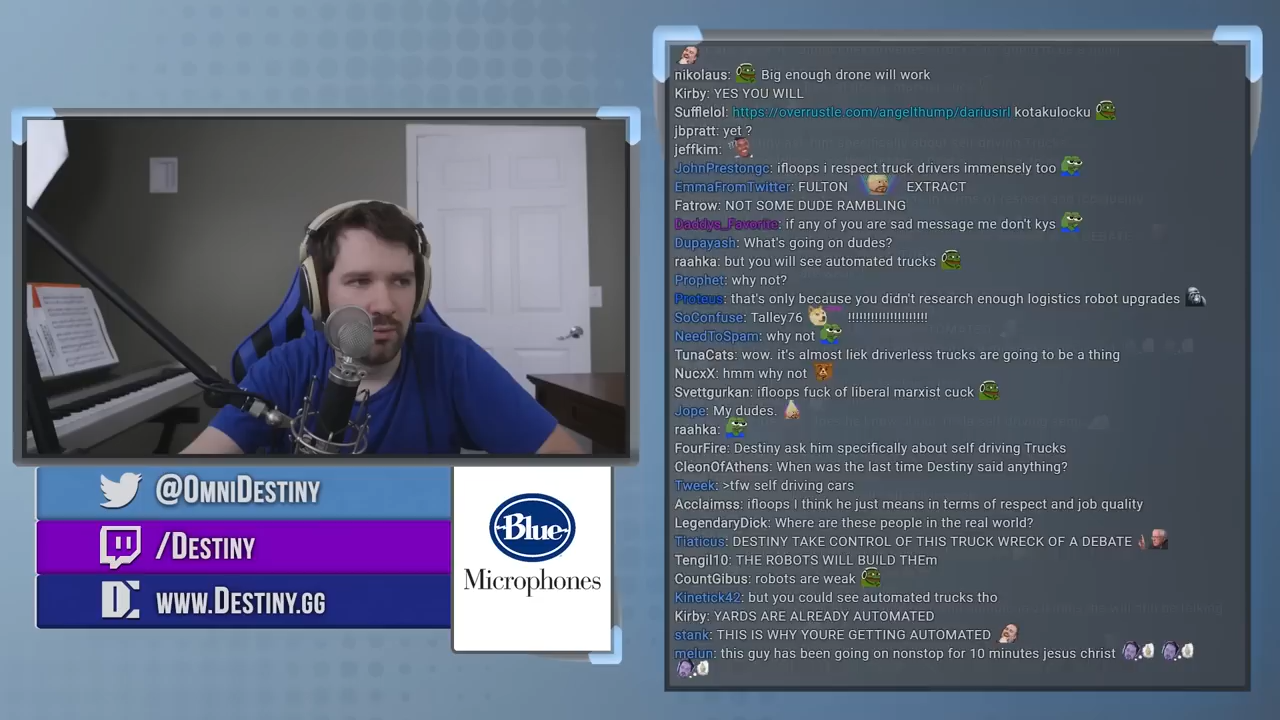 nikolaus: Big enough drone will work
Kirby: YES YOU WILL
Sufflelol: https://overrustle.com/angelthump/dariusirl kotakulocku
jbpratt: yet ?
jeffkim:
JohnPrestongc: ifloops i respect truck drivers immensely too
EmmaFromTwitter: FULTON EXTRACT
Fatrow: NOT SOME DUDE RAMBLING
Daddys_Favorite: if any of you are sad message me don't kys
Dupayash: What's going on dudes?
raahka: but you will see automated trucks
Prophet: why not?
Proteus: that's only because you didn't research enough logistics robot upgrades
SoConfuse: Talley76 !!!!!!!!!!!!!!!!!!!!!
NeedToSpam: why not
TunaCats: wow. it's almost liek driverless trucks are going to be a thing
NucxX: hmm why not
Svettgurkan: ifloops fuck of liberal marxist cuck
Jope: My dudes.
raahka:
FourFire: Destiny ask him specifically about self driving Trucks
CleonOfAthens: When was the last time Destiny said anything?
Tweek: >tfw self driving cars
Acclaimss: ifloops I think he just means in terms of respect and job quality
LegendaryDick: Where are these people in the real world?
Tiaticus: DESTINY TAKE CONTROL OF THIS TRUCK WRECK OF A DEBATE
Tengil10: THE ROBOTS WILL BUILD THEm
CountGibus: robots are weak
Kinetick42: but you could see automated trucks tho
Kirby: YARDS ARE ALREADY AUTOMATED
stank: THIS IS WHY YOURE GETTING AUTOMATED
melun: this guy has been going on nonstop for 10 minutes jesus christ
@OmniDestiny
/Destiny
www.Destiny.gg
Blue
Microphones